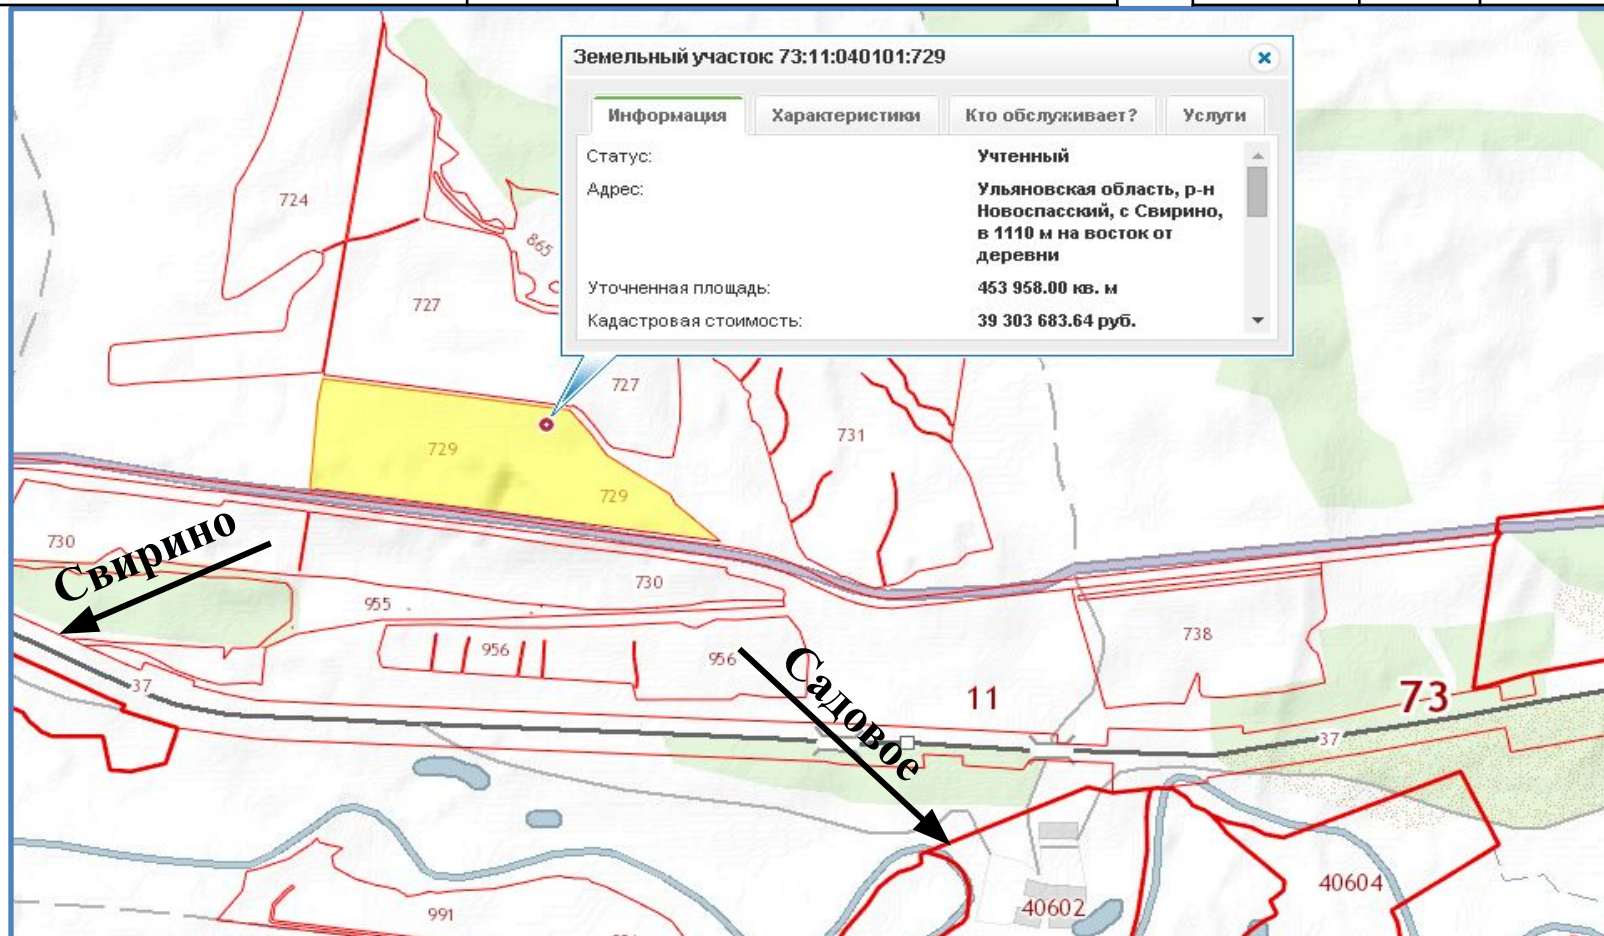 Земельный участок: 73:11:040101:729
Информация
Характеристики
Кто обслуживает?
Услуги
Статус:
Учтенный
Адрес:
Ульяновская область, р-н
Новоспасский, с Свирино,
в 1110 м на восток от
деревни
Уточненная площадь:
453 958.00 кв. м
Кадастровая стоимость:
39 303 683.64 руб.
724
865
727
727
729
731
729
730
Свирино
730
955
956
956
738
Садовое
11
73
37
37
40604
40602
991